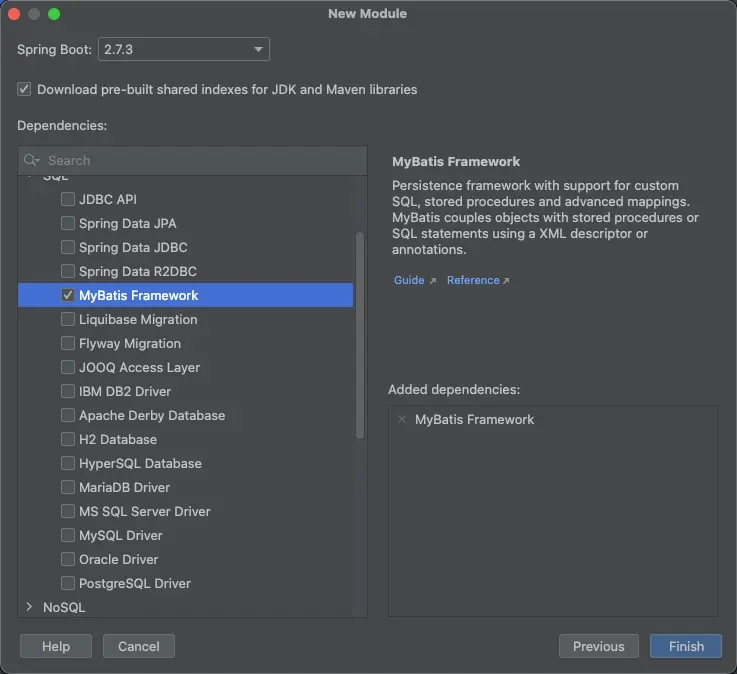 New Module
Spring Boot: 2.7.3
Download pre-built shared indexes for JDK and Maven libraries
Dependencies:
Search
SQL
JDBC API
Spring Data JPA
Spring Data JDBC
Spring Data R2DBC
MyBatis Framework
Liquibase Migration
Flyway Migration
JOOQ Access Layer
IBM DB2 Driver
Apache Derby Database
H2 Database
HyperSQL Database
MariaDB Driver
MS SQL Server Driver
MySQL Driver
Oracle Driver
PostgreSQL Driver
NoSQL
MyBatis Framework
Persistence framework with support for custom
SQL, stored procedures and advanced mappings.
MyBatis couples objects with stored procedures or
SQL statements using a XML descriptor or
annotations.
Guide Reference
Added dependencies:
MyBatis Framework
Help Cancel Previous Finish